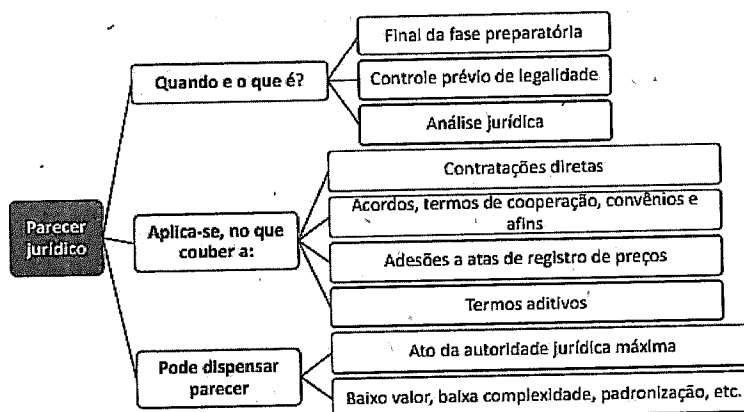 Parecer
jurídico
Quando e o que é?
Final da fase preparatória
Controle prévio de legalidade
Análise jurídica
Aplica-se, no que
couber a:
Contratações diretas
Acordos, termos de cooperação, convênios e
afins
Adesões a atas de registro de preços
Termos aditivos
Pode dispensar
parecer
Ato da autoridade jurídica máxima
Baixo valor, baixa complexidade, padronização, etc.